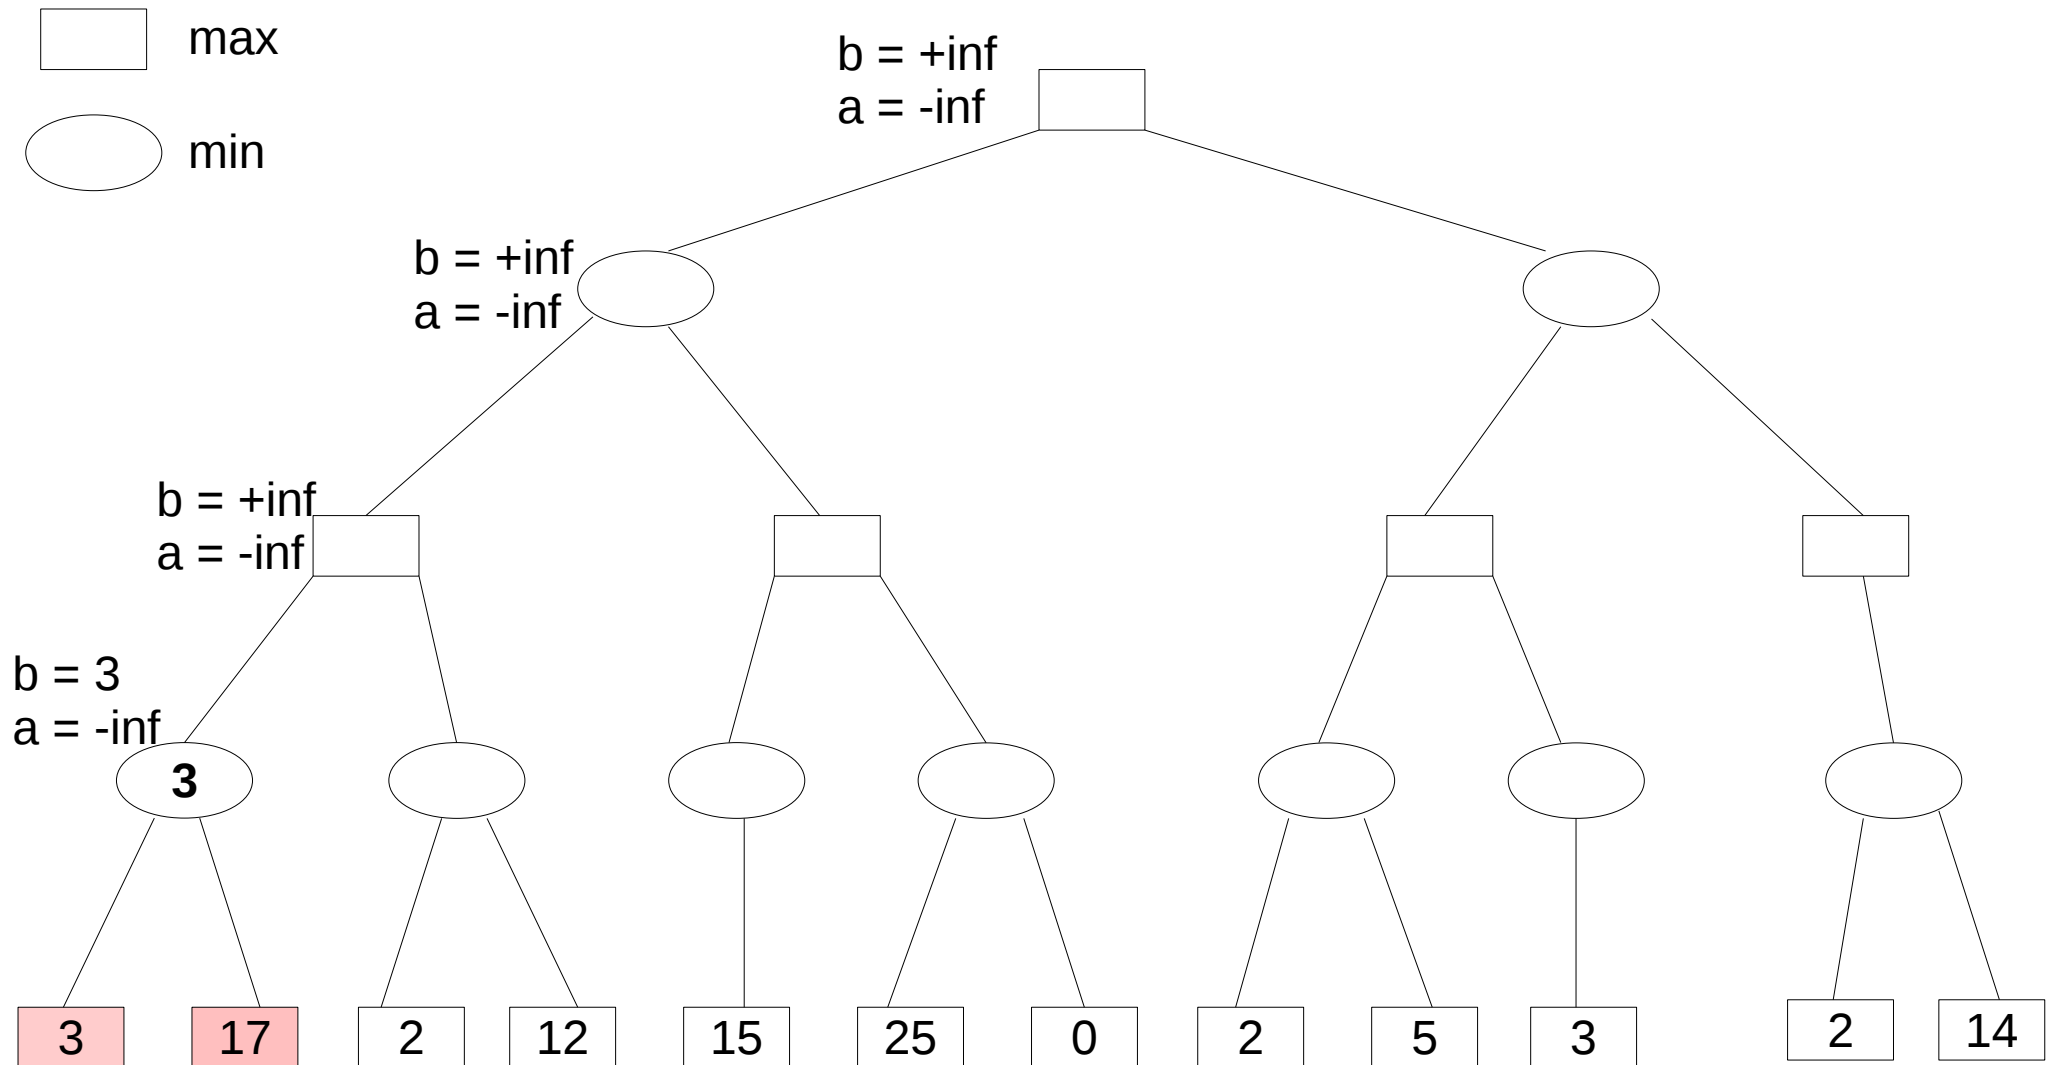 max
min
b = +inf
a = -inf
b = +inf
a = -inf
b = +inf
a = -inf
b = 3
a = -inf
3
3 17 2 12 15 25 0 2 5 3 2 14